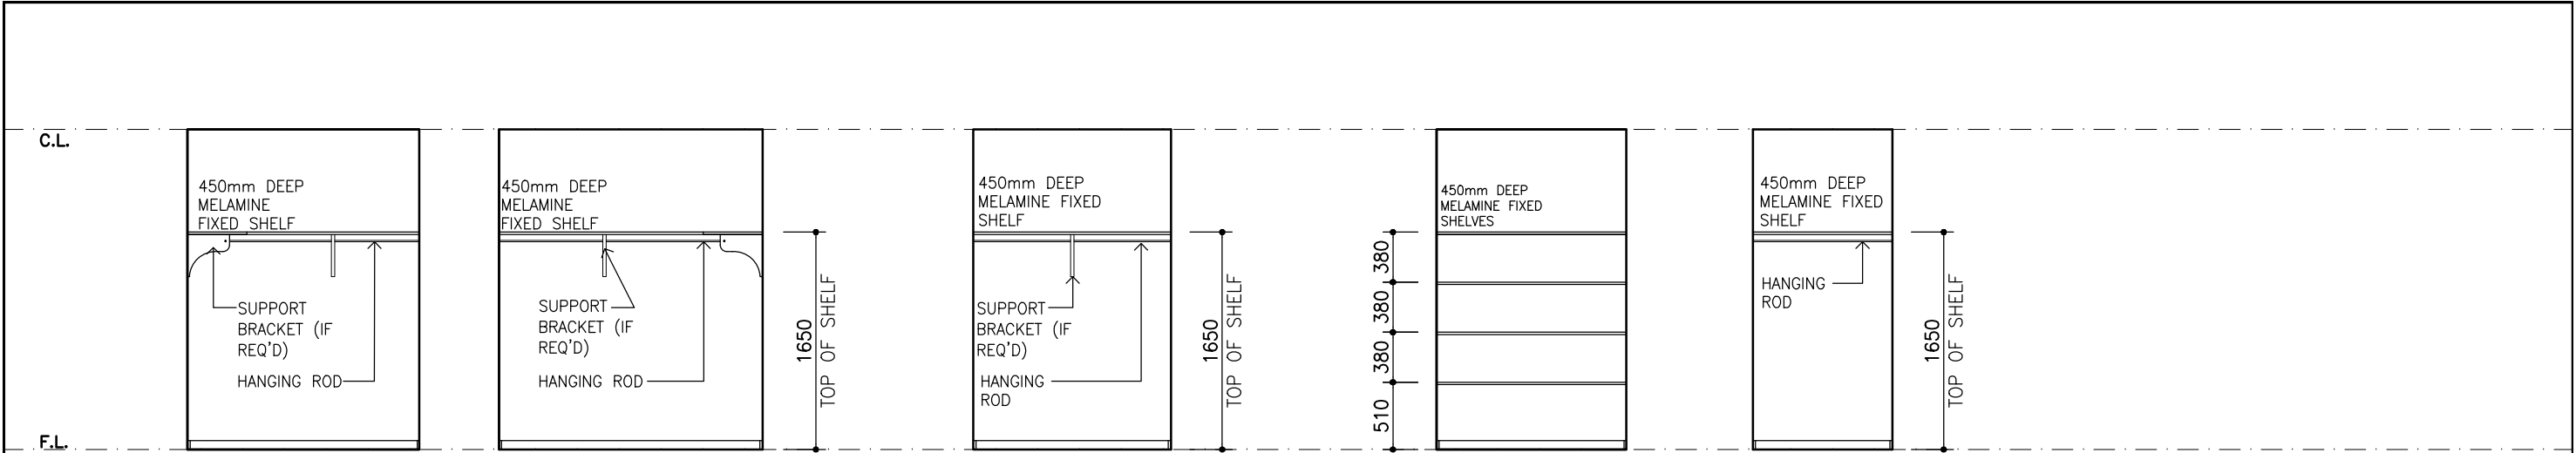 C.L.
450mm DEEP
MELAMINE
FIXED SHELF
SUPPORT
BRACKET (IF
REQ'D)
HANGING ROD
450mm DEEP
MELAMINE
FIXED SHELF
SUPPORT
BRACKET (IF
REQ'D)
HANGING ROD
1650
TOP OF SHELF
450mm DEEP
MELAMINE FIXED
SHELF
SUPPORT
BRACKET (IF
REQ'D)
HANGING
ROD
1650
TOP OF SHELF
450mm DEEP
MELAMINE FIXED
SHELVES
380
380
380
510
450mm DEEP
MELAMINE FIXED
SHELF
HANGING
ROD
1650
TOP OF SHELF
F.L.